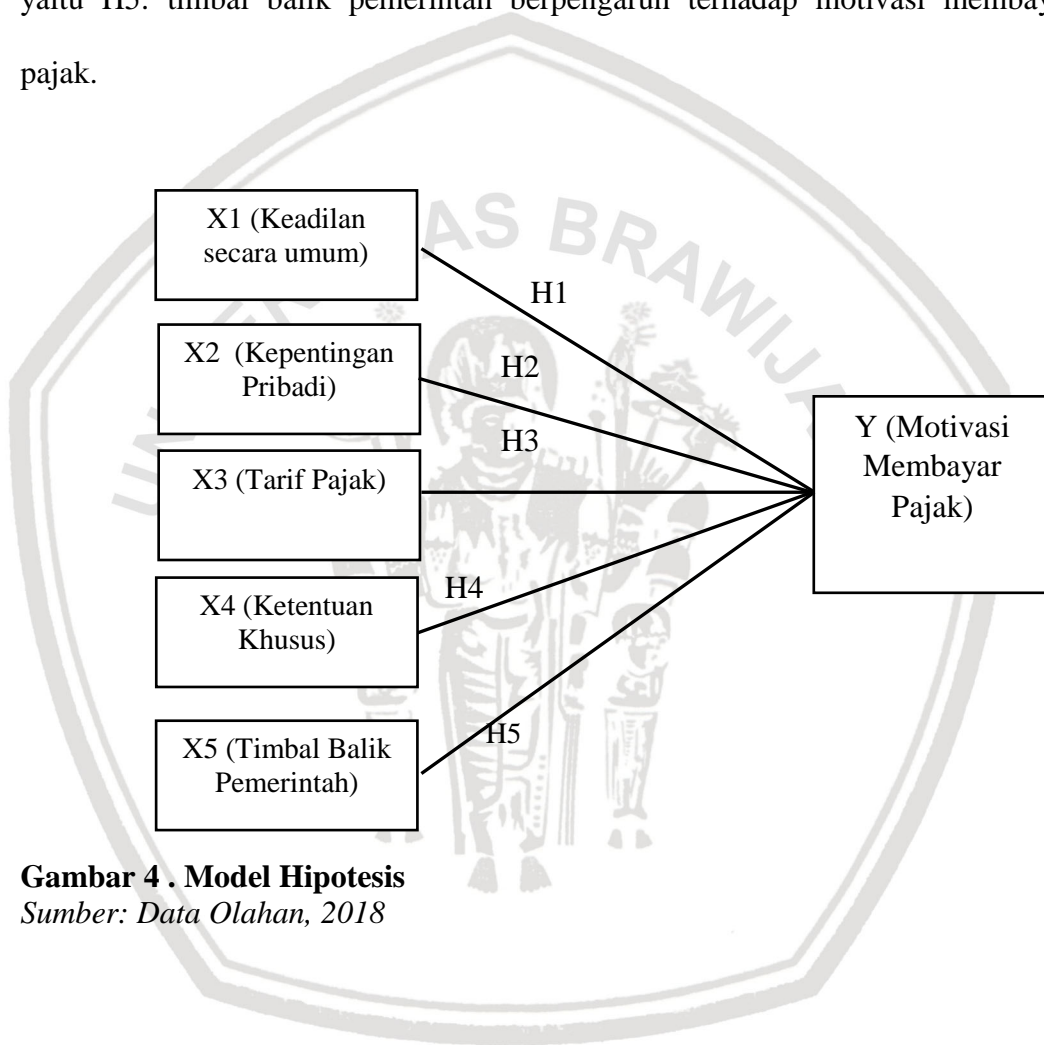 yaitu H5: timbal balik pemerintah berpengaruh terhadap motivasi membay
pajak.
X1 (Keadilan
secara umum)
H1
X2 (Kepentingan
Pribadi)
H2
H3
X3 (Tarif Pajak)
Y (Motivasi
Membayar
Pajak)
X4 (Ketentuan
Khusus)
H4
X5 (Timbal Balik
Pemerintah)
H5
Gambar 4 . Model Hipotesis
Sumber: Data Olahan, 2018
AS BRAWIJA